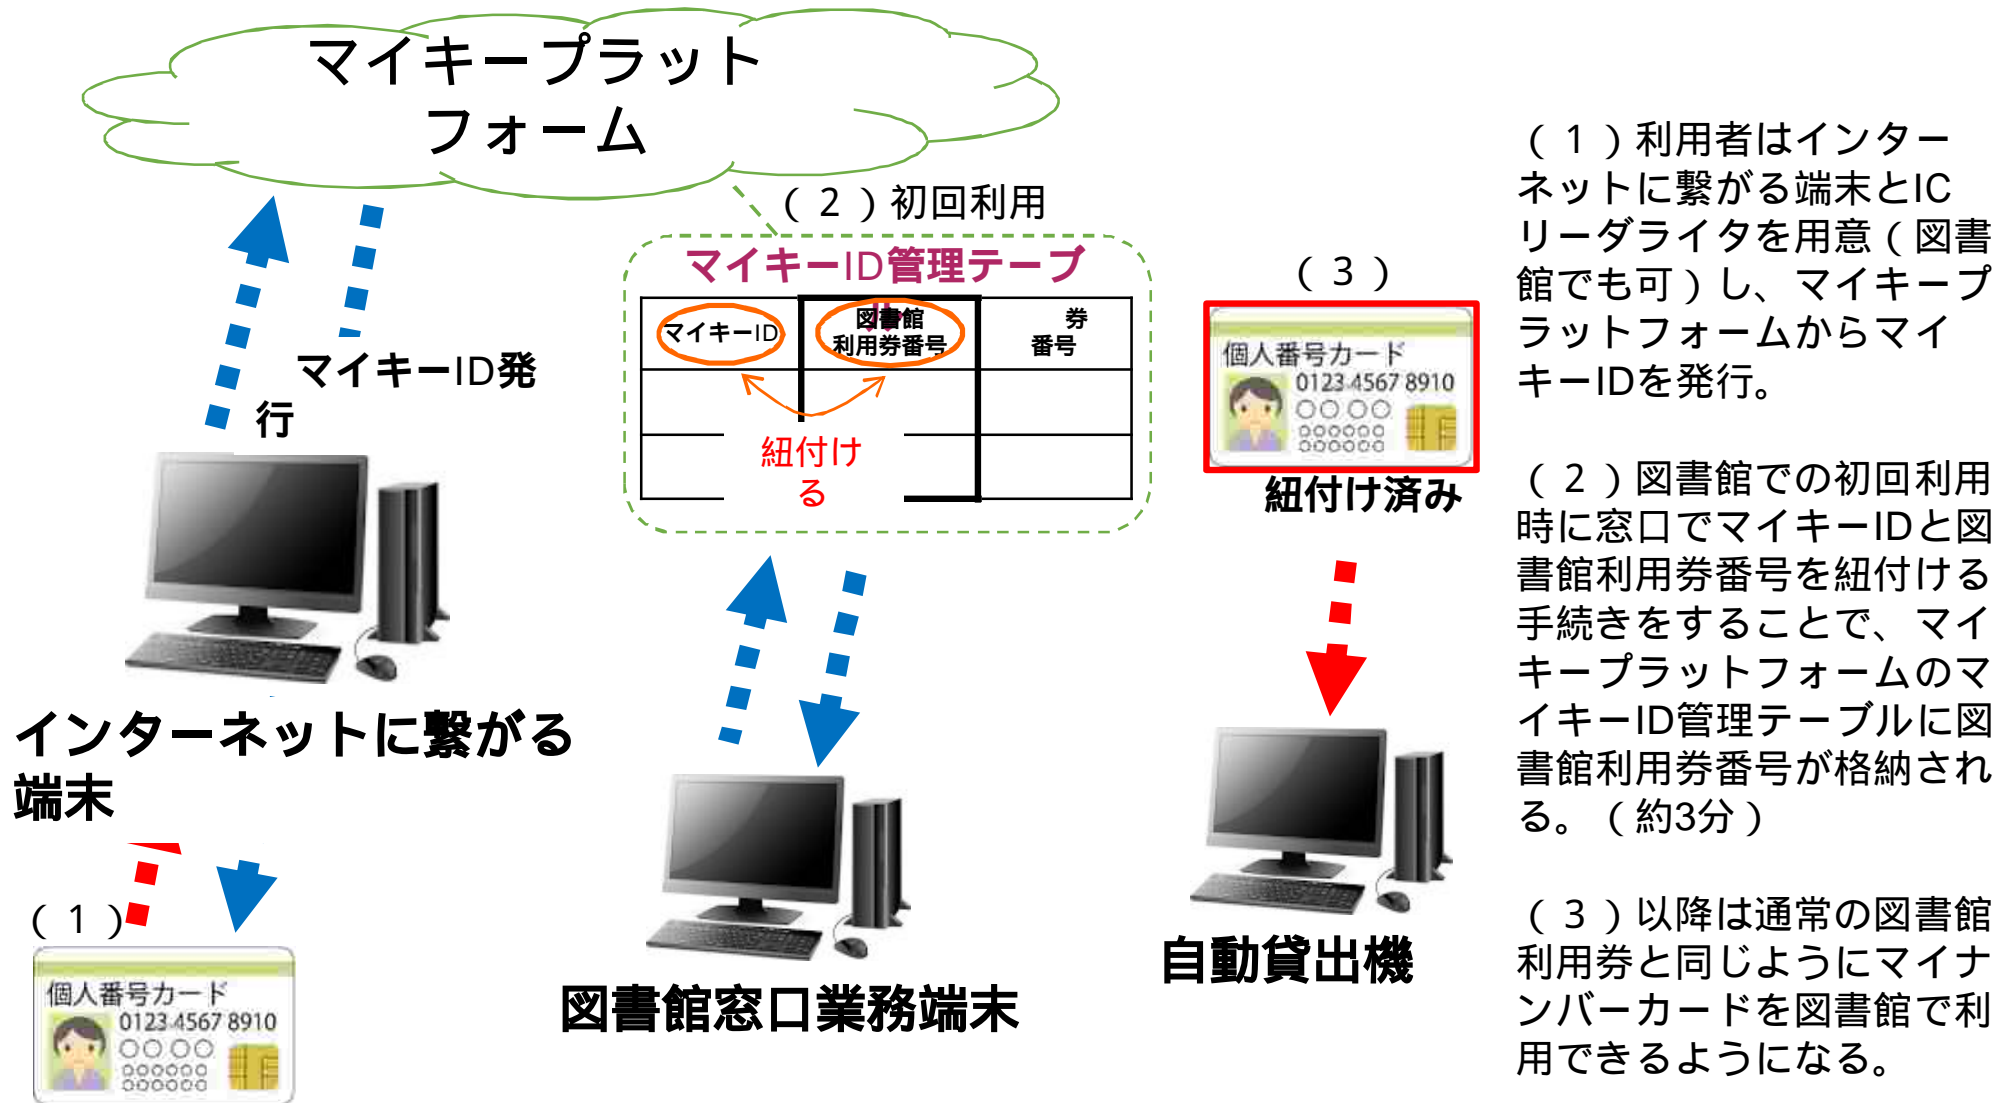 マイキープラット
フォーム
(2)初回利用
マイキーID管理テーブ
ル
マイキーID
図書館
利用券番号
券
番号
紐付け
る
マイキーID発
行
インターネットに繋がる
端末
(1)
個人番号カード
0123 4567 8910
図書館窓口業務端末
(3)
個人番号カード
0123 4567 8910
紐付け済み
自動貸出機
(1)利用者はインター
ネットに繋がる端末とIC
リーダライタを用意(図書
館でも可)し、マイキープ
ラットフォームからマイ
キーIDを発行。
(2)図書館での初回利用
時に窓口でマイキーIDと図
書館利用券番号を紐付ける
手続きをすることで、マイ
キープラットフォームのマ
イキーID管理テーブルに図
書館利用券番号が格納され
る。(約3分)
(3)以降は通常の図書館
利用券と同じようにマイナ
ンバーカードを図書館で利
用できるようになる。